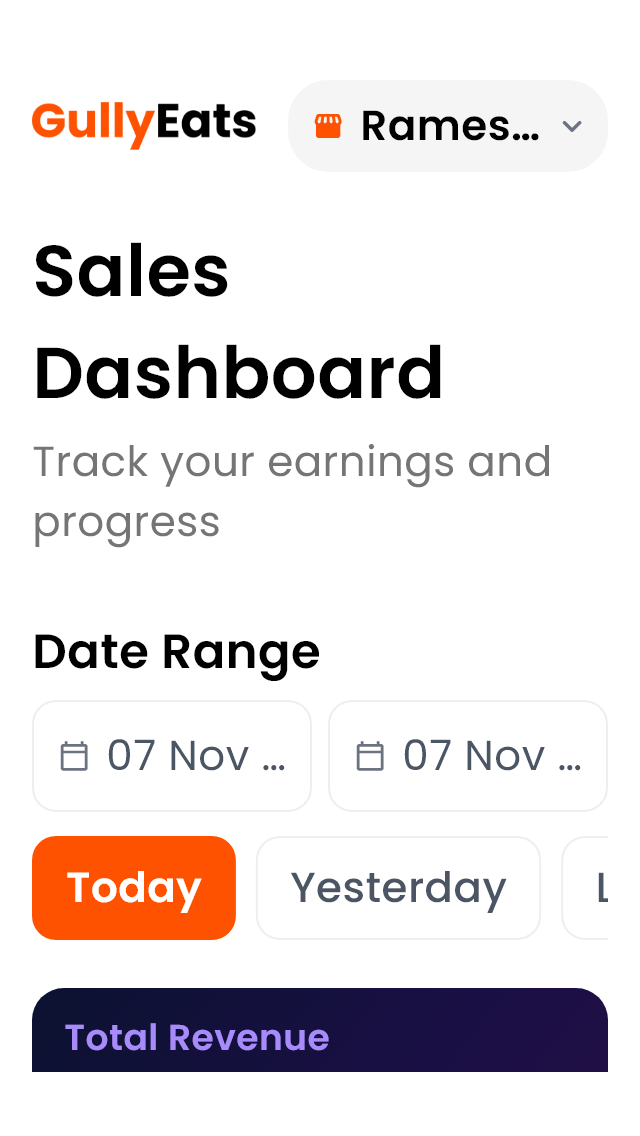 GullyEats
Rames...
Sales
Dashboard
Track your earnings and
progress
Date Range
07 Nov ... 07 Nov ...
Today Yesterday L
Total Revenue